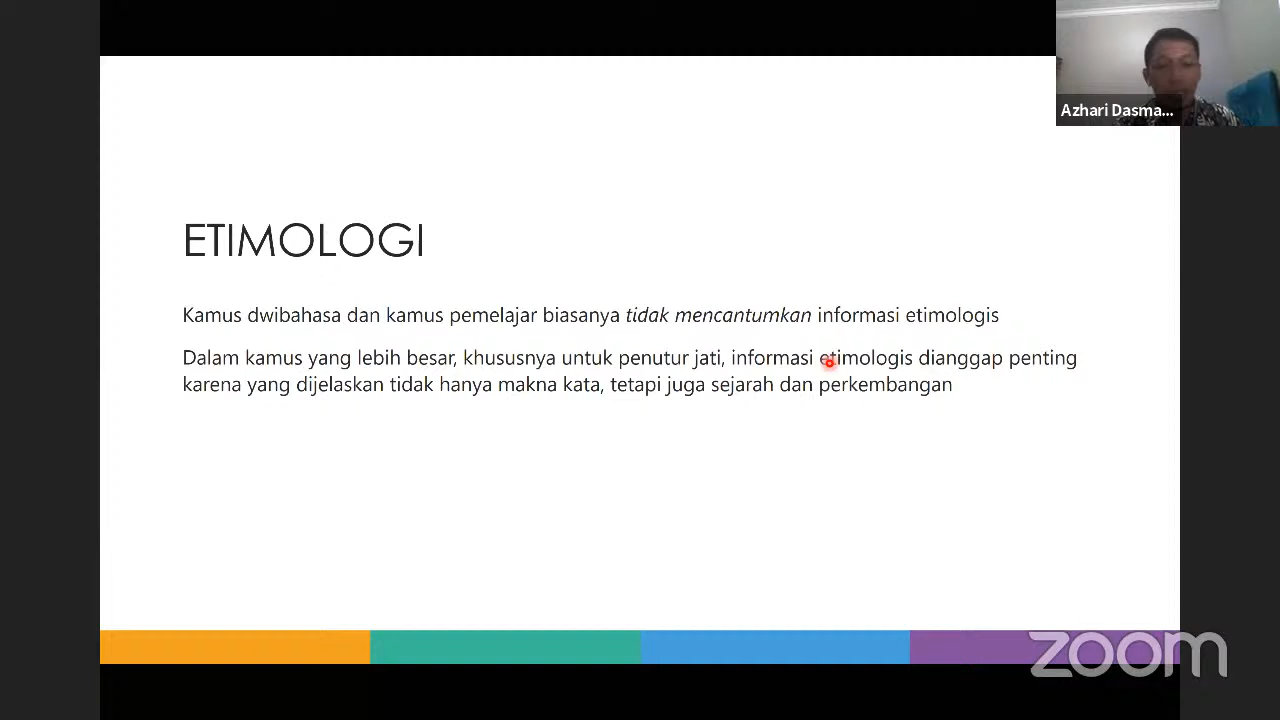 Azhari Dasma...
ETIMOLOGI
Kamus dwibahasa dan kamus pemelajar biasanya tidak mencantumkan informasi etimologis
Dalam kamus yang lebih besar, khususnya untuk penutur jati, informasi etimologis dianggap penting
karena yang dijelaskan tidak hanya makna kata, tetapi juga sejarah dan perkembangan
zoom